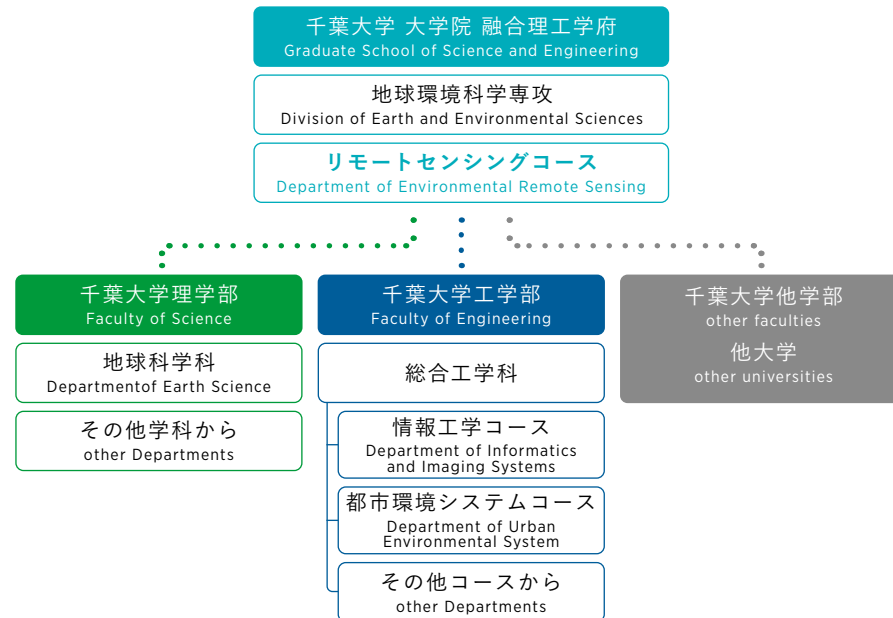 千葉大学 大学院 融合理工学府
Graduate School of Science and Engineering
地球環境科学専攻
Division of Earth and Environmental Sciences
リモートセンシングコース
Department of Environmental Remote Sensing
千葉大学理学部
Faculty of Science
地球科学科
Departmentof Earth Science
その他学科から
other Departments
千葉大学工学部
Faculty of Engineering
総合工学科
情報工学コース
Department of Informatics
and Imaging Systems
都市環境システムコース
Department of Urban
Environmental System
その他コースから
other Departments
千葉大学他学部
other faculties
他大学
other universities